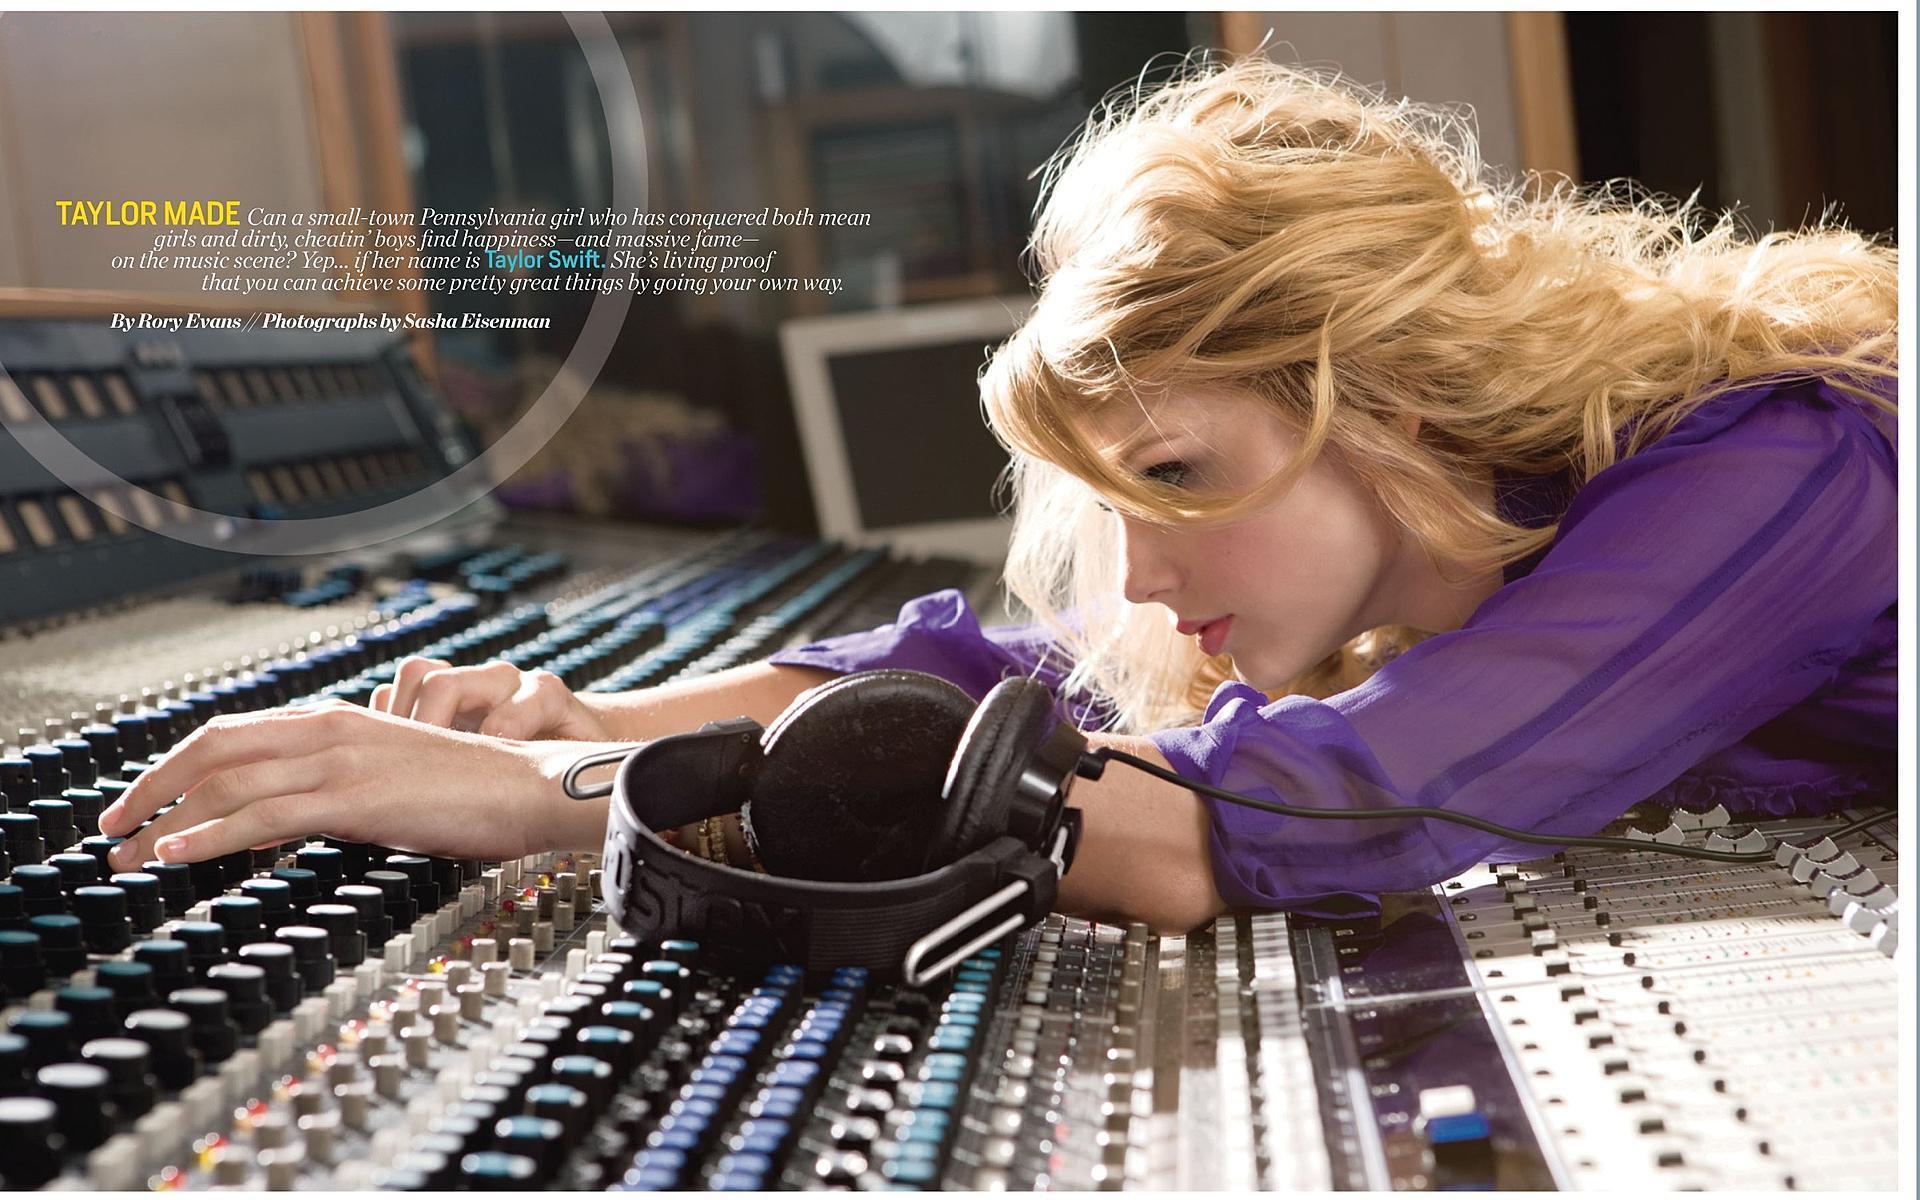 TAYLOR MADE Can a small-town Pennsylvania girl who has conquered both mean
girls and dirty, cheatin' boys find happiness—and massive fame—
on the music scene? Yep... if her name is Taylor Swift. She's living proof
that you can achieve some pretty great things by going your own way.
By Rory Evans // Photographs by Sasha Eisenman